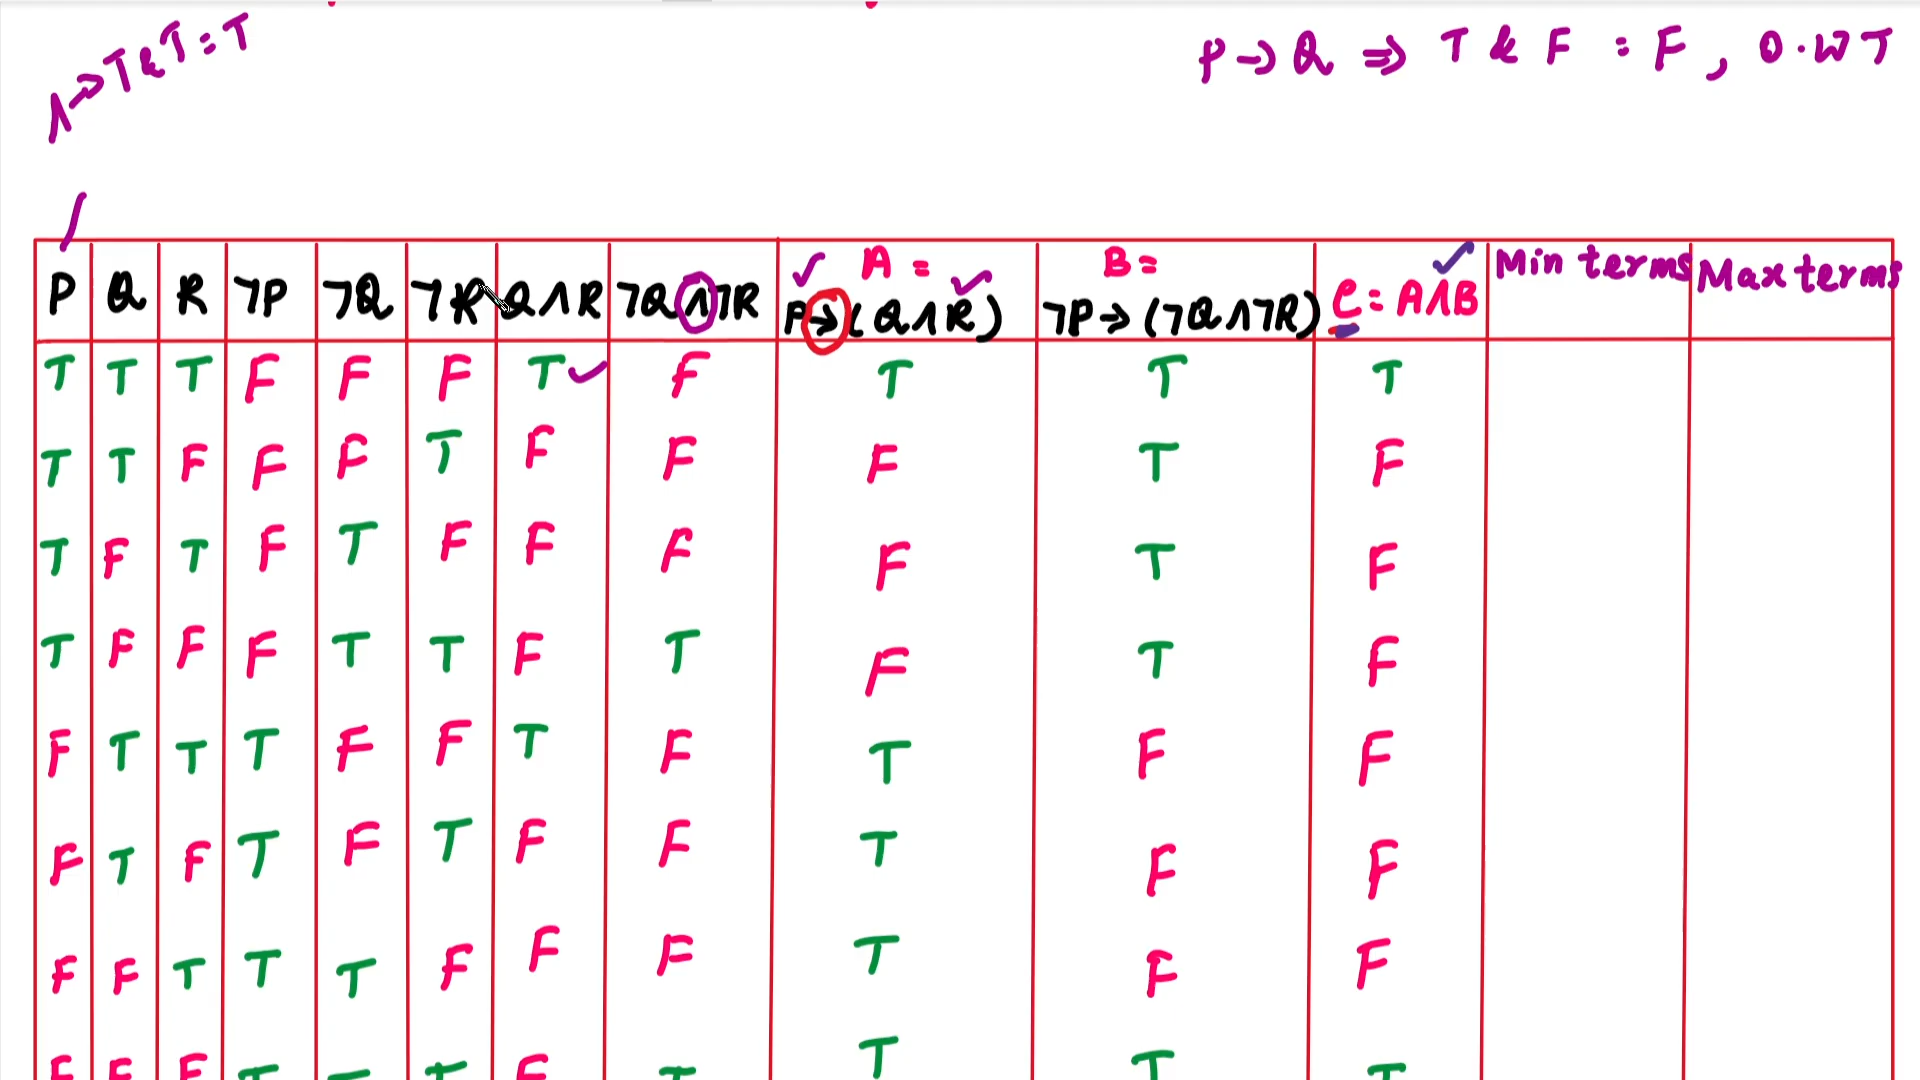 ∧→T & T = T
P → Q ⇒ T & F : F, O.W T
P Q R ¬P ¬Q ¬R Q∧R ¬Q∧¬R A = P→(Q∧R) B = ¬P→(¬Q∧¬R) C = A∧B Min terms Max terms
T T T F F F T F T T T
T T F F F T F F F T F
T F T F T F F F F T F
T F F F T T F T F T F
F T T T F F T F T F F
F T F T F T F F T F F
F F T T T F F F T F F
F F F T T T F T T T T